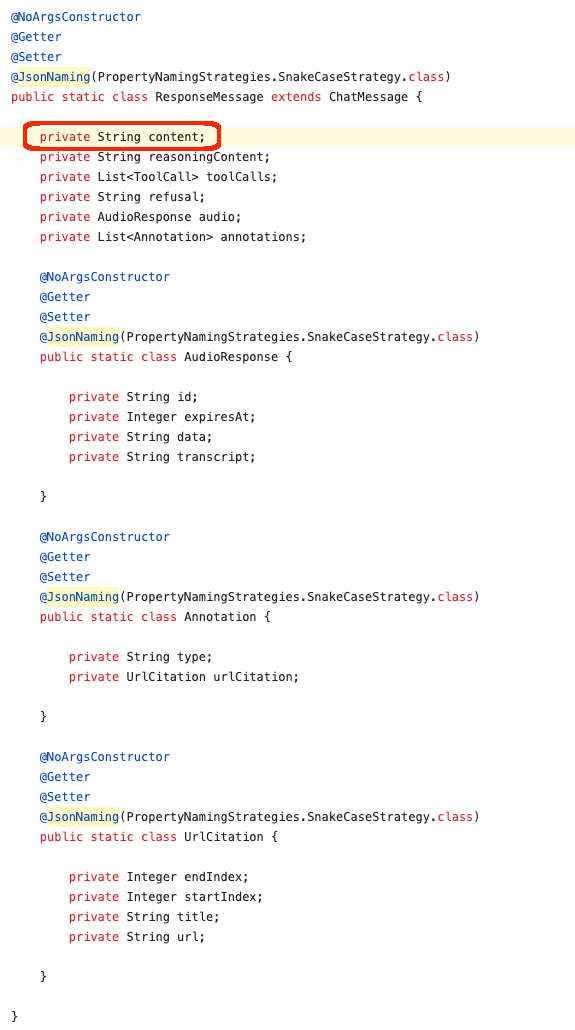 @NoArgsConstructor
@Getter
@Setter
@JsonNaming(PropertyNamingStrategies.SnakeCaseStrategy.class)
public static class ResponseMessage extends ChatMessage {
private String content;
private String reasoningContent;
private List<ToolCall> toolCalls;
private String refusal;
private AudioResponse audio;
private List<Annotation> annotations;
@NoArgsConstructor
@Getter
@Setter
@JsonNaming(PropertyNamingStrategies.SnakeCaseStrategy.class)
public static class AudioResponse {
private String id;
private Integer expiresAt;
private String data;
private String transcript;
}
@NoArgsConstructor
@Getter
@Setter
@JsonNaming(PropertyNamingStrategies.SnakeCaseStrategy.class)
public static class Annotation {
private String type;
private UrlCitation urlCitation;
}
@NoArgsConstructor
@Getter
@Setter
@JsonNaming(PropertyNamingStrategies.SnakeCaseStrategy.class)
public static class UrlCitation {
private Integer endIndex;
private Integer startIndex;
private String title;
private String url;
}
}